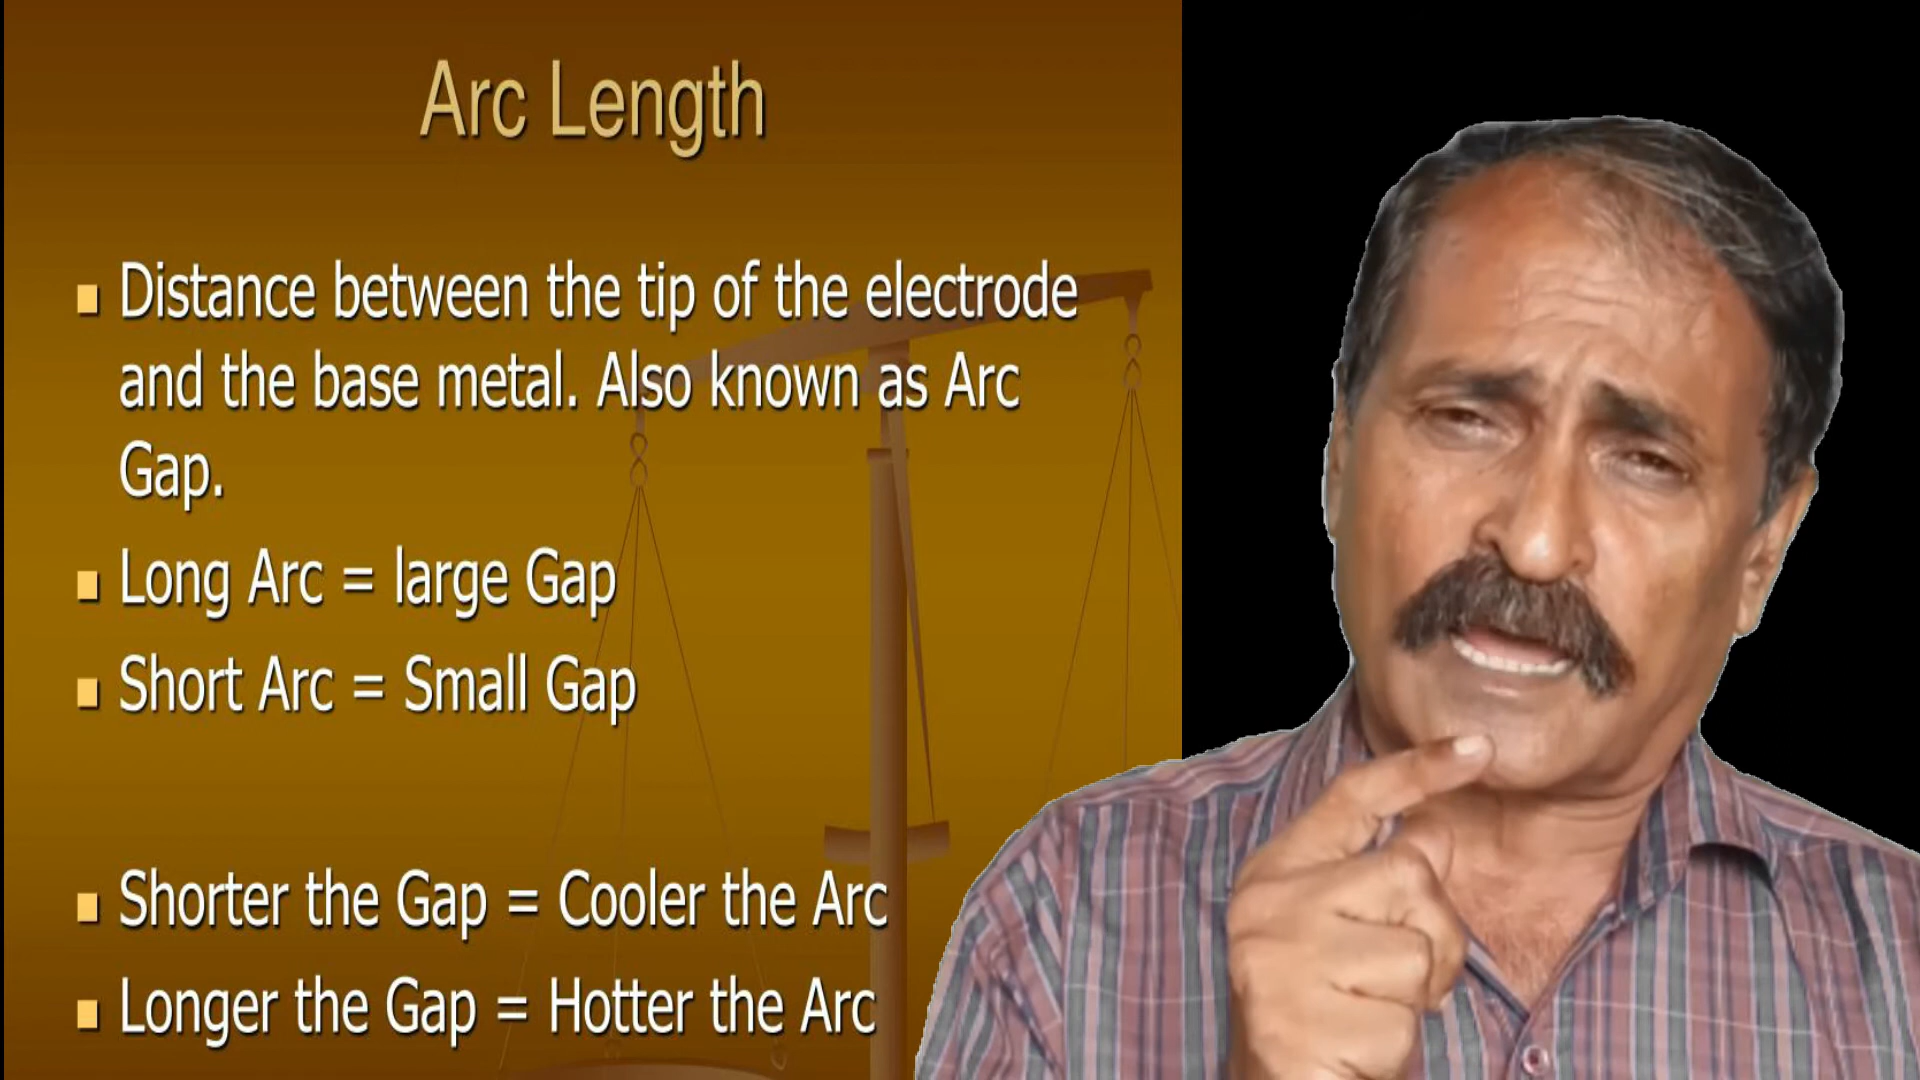 Arc Length
Distance between the tip of the electrode
and the base metal. Also known as Arc
Gap.
Long Arc = large Gap
Short Arc = Small Gap
Shorter the Gap = Cooler the Arc
Longer the Gap = Hotter the Arc